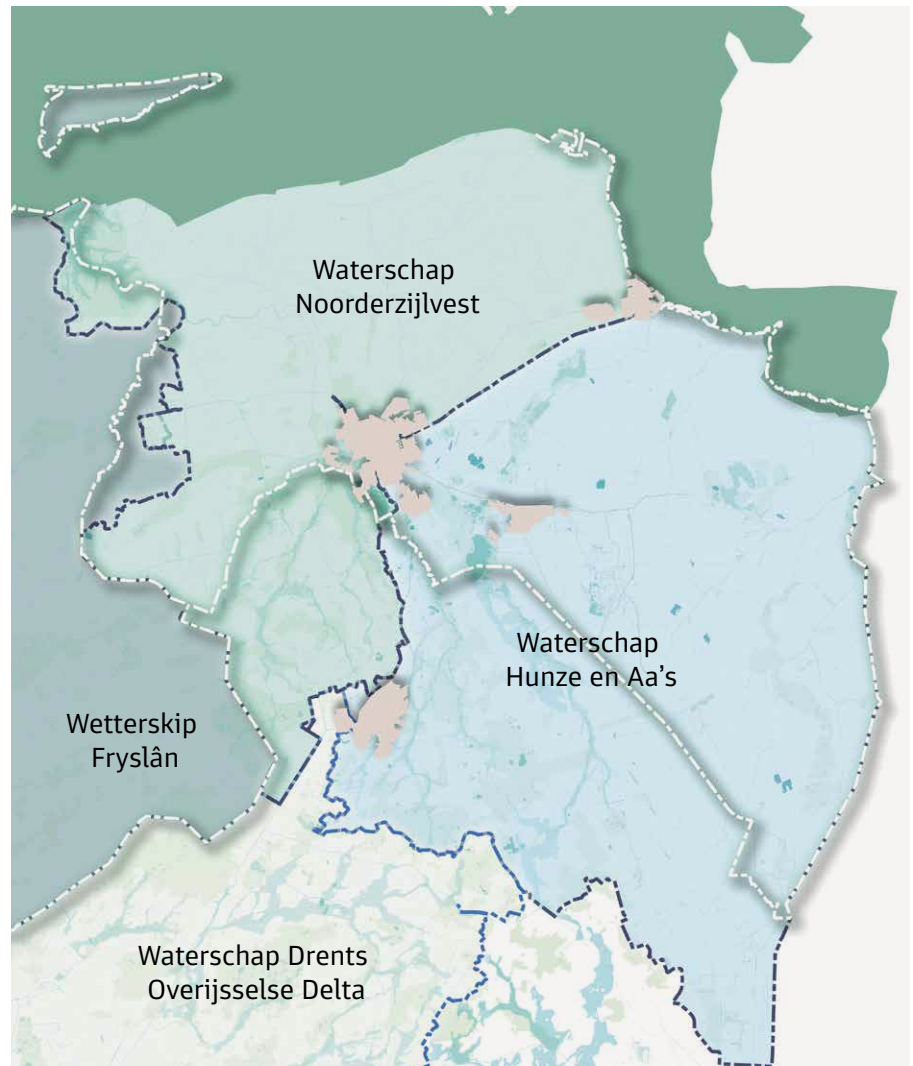 Waterschap
Noorderzijlvest
Waterschap
Hunze en Aa's
Wetterskip
Fryslân
Waterschap Drents
Overijsselse Delta